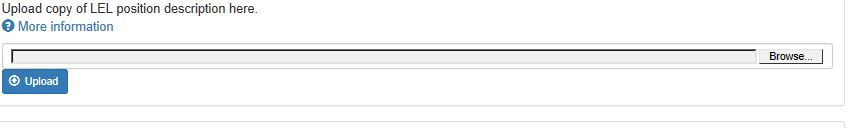 Upload copy of LEL position description here.
More information
Browse...
Upload